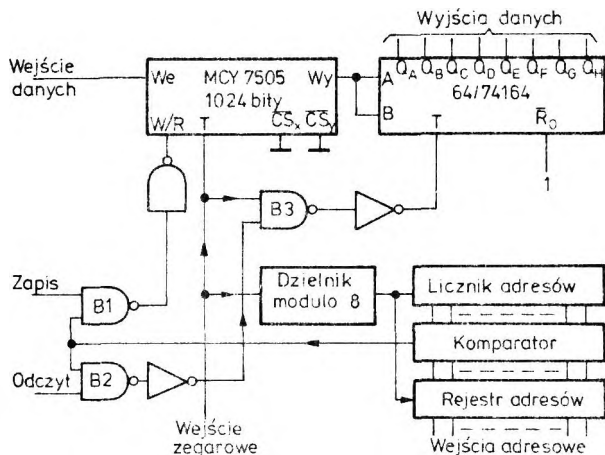 Wyjścia danych
Wejście danych
We MCY 7505 Wy
1024 bity
W/R T CSx CSy
QA QB QC QD QE QF QG QH
A
B
64/74164
T R0
1
B3
Zapis
B1
Odczyt
B2
Dzielnik modulo 8
Licznik adresów
Komparator
Rejestr adresów
Wejście zegarowe
Wejścia adresowe